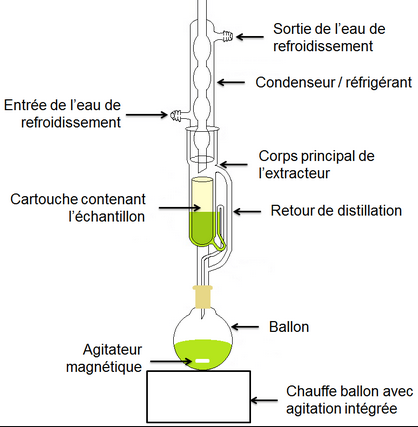 Sortie de l'eau de
refroidissement
Condenseur / réfrigérant
Entrée de l'eau de
refroidissement
Corps principal de
l'extracteur
Cartouche contenant
l'échantillon
Retour de distillation
Ballon
Agitateur
magnétique
Chauffe ballon avec
agitation intégrée